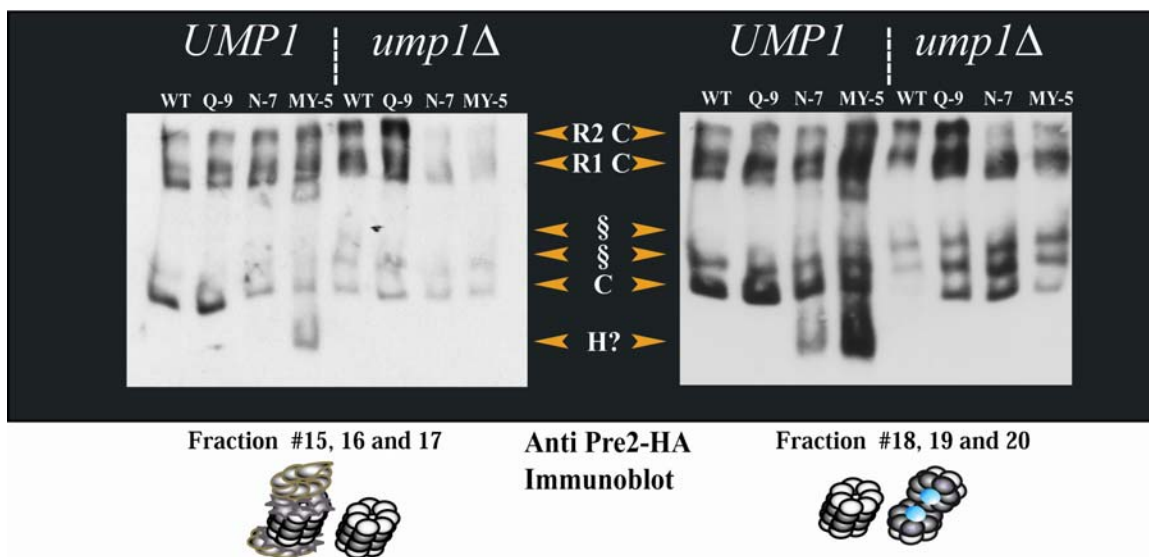 UMP1 ump1Δ UMP1 ump1Δ
WT Q-9 N-7 MY-5 WT Q-9 N-7 MY-5 WT Q-9 N-7 MY-5 WT Q-9 N-7 MY-5
R2 C
R1 C
§
§
C
H?
Fraction #15, 16 and 17 Anti Pre2-HA Fraction #18, 19 and 20
Immunoblot